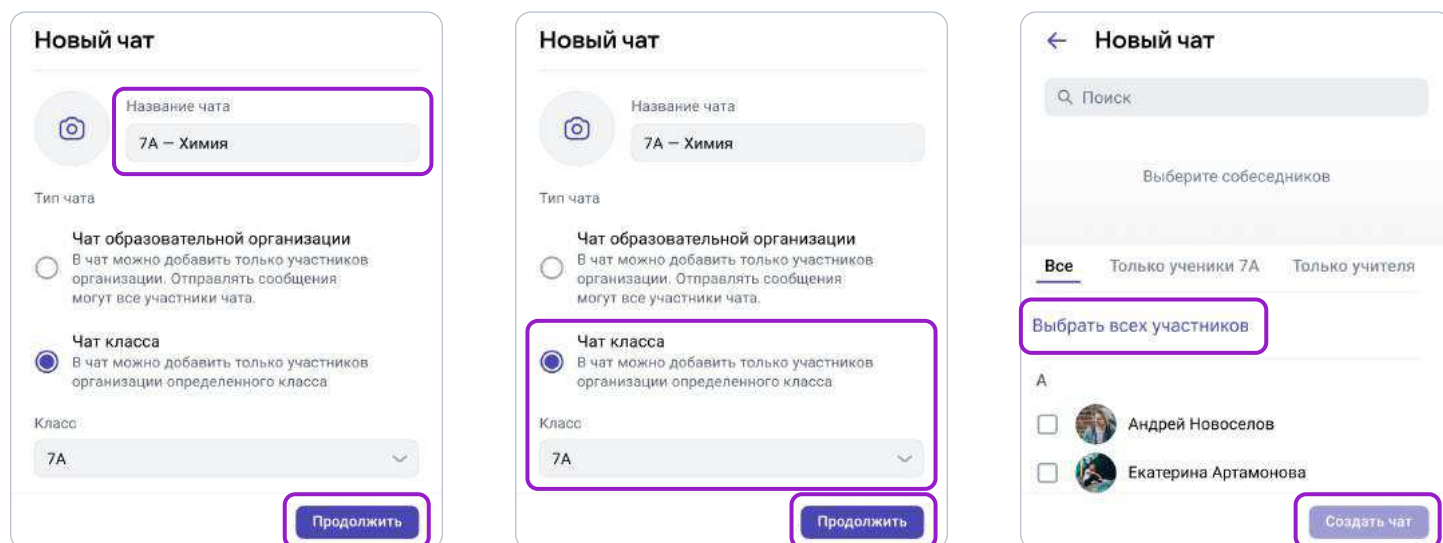 Новый чат
Название чата
7А — Химия
Тип чата
Чат образовательной организации
В чат можно добавить только участников
организации. Отправлять сообщения
могут все участники чата.
Чат класса
В чат можно добавить только участников
организации определенного класса
Класс
7А
Продолжить
Новый чат
Название чата
7А — Химия
Тип чата
Чат образовательной организации
В чат можно добавить только участников
организации. Отправлять сообщения
могут все участники чата.
Чат класса
В чат можно добавить только участников
организации определенного класса
Класс
7А
Продолжить
Новый чат
Поиск
Выберите собеседников
Все Только ученики 7А Только учителя
Выбрать всех участников
А
Андрей Новоселов
Екатерина Артамонова
Создать чат